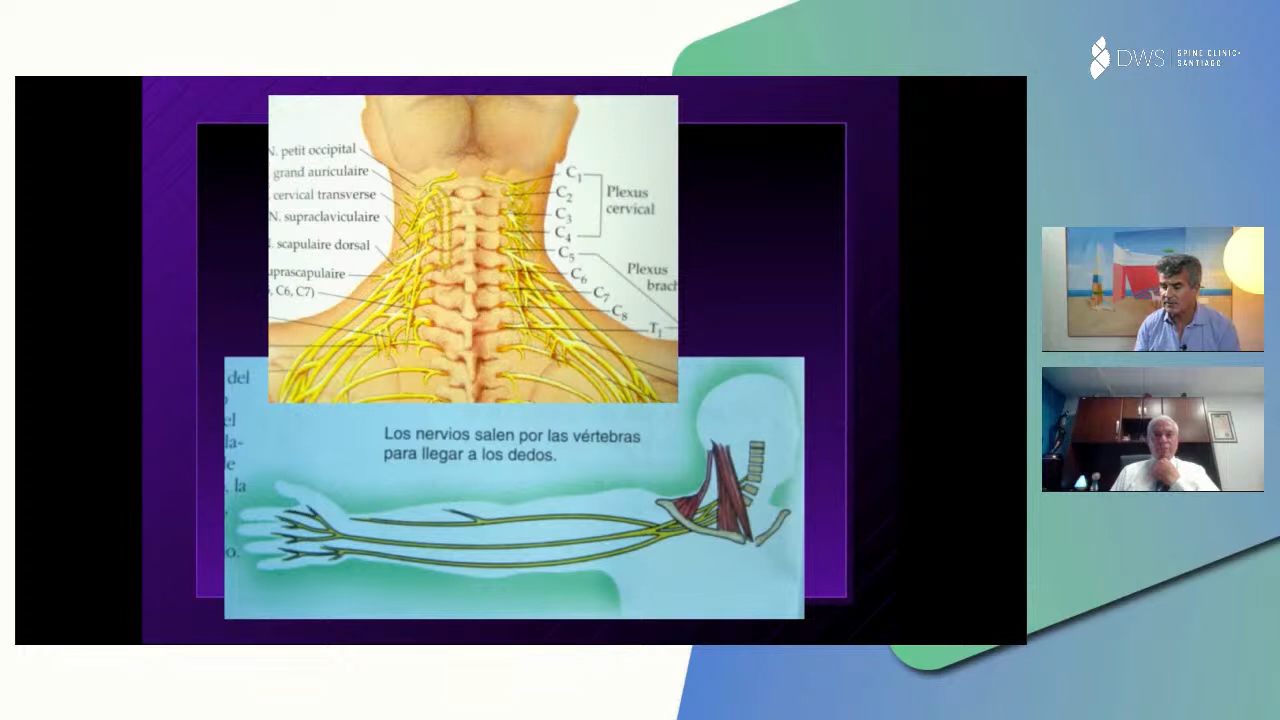 DWS
SPINE CLINIC
SANTIAGO
N. petit occipital
grand auriculaire
cervical transverse
N. supraclaviculaire
scapulaire dorsal
uprascapulaire
, C6, C7)
C1
C2
C3
C4
C5
C6
C7
C8
T1
Plexus
cervical
Plexus
brach
del
el
la-
e
, la
o.
Los nervios salen por las vértebras
para llegar a los dedos.